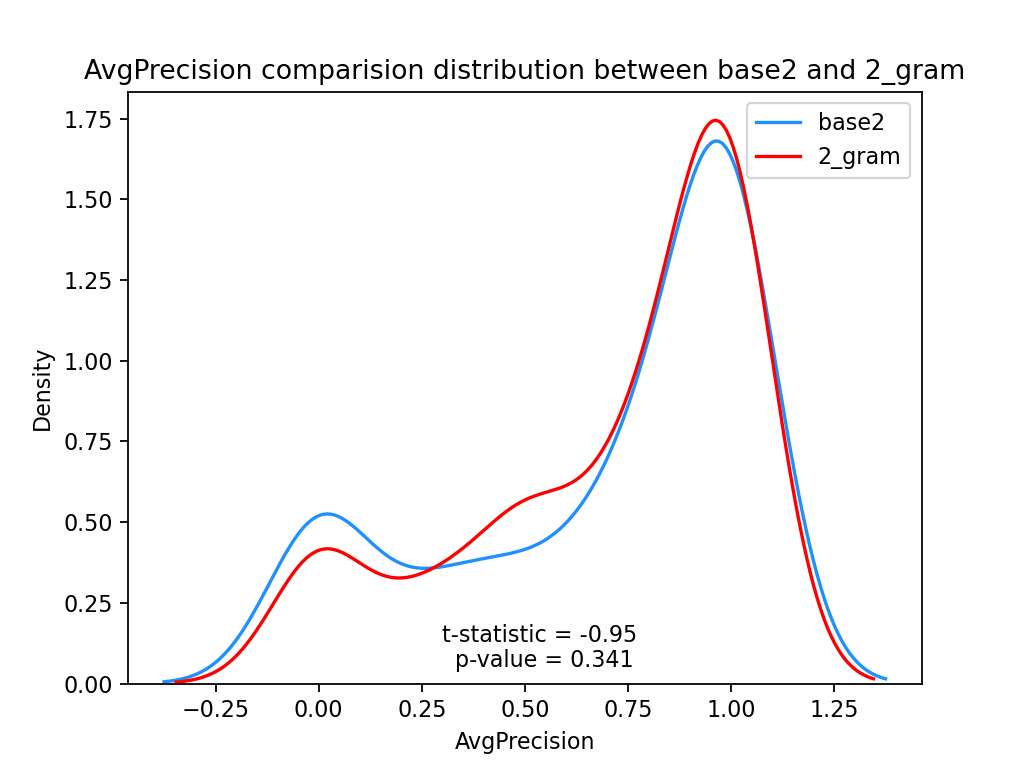 AvgPrecision comparision distribution between base2 and 2_gram
base2
2_gram
1.75
1.50
1.25
1.00
0.75
0.50
0.25
0.00
Density
t-statistic = -0.95
p-value = 0.341
−0.25 0.00 0.25 0.50 0.75 1.00 1.25
AvgPrecision